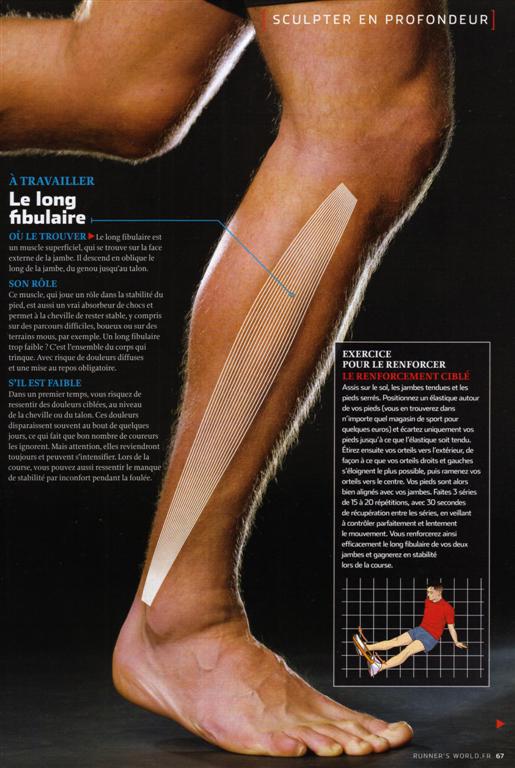 [SCULPTER EN PROFONDEUR]
À TRAVAILLER
Le long
fibulaire
OÙ LE TROUVER ▶ Le long fibulaire est
un muscle superficiel, qui se trouve sur la face
externe de la jambe. Il descend en oblique le
long de la jambe, du genou jusqu'au talon.
SON RÔLE
Ce muscle, qui joue un rôle dans la stabilité du
pied, est aussi un vrai absorbeur de chocs et
permet à la cheville de rester stable, y compris
sur des parcours difficiles, boueux ou sur des
terrains mous, par exemple. Un long fibulaire
trop faible ? C'est l'ensemble du corps qui
trinque. Avec risque de douleurs diffuses
et une mise au repos obligatoire.
S'IL EST FAIBLE
Dans un premier temps, vous risquez de
ressentir des douleurs ciblées, au niveau
de la cheville ou du talon. Ces douleurs
disparaissent souvent au bout de quelques
jours, ce qui fait que bon nombre de coureurs
les ignorent. Mais attention, elles reviendront
toujours et peuvent s'intensifier. Lors de la
course, vous pouvez aussi ressentir le manque
de stabilité par inconfort pendant la foulée.
EXERCICE
POUR LE RENFORCER
LE RENFORCEMENT CIBLÉ
Assis sur le sol, les jambes tendues et les
pieds serrés. Positionnez un élastique autour
de vos pieds (vous en trouverez dans
n'importe quel magasin de sport pour
quelques euros) et écartez uniquement vos
pieds jusqu'à ce que l'élastique soit tendu.
Étirez ensuite vos orteils vers l'extérieur, de
façon à ce que vos orteils droits et gauches
s'éloignent le plus possible, puis ramenez vos
orteils vers le centre. Vos pieds sont alors
bien alignés avec vos jambes. Faites 3 séries
de 15 à 20 répétitions, avec 30 secondes
de récupération entre les séries, en veillant
à contrôler parfaitement et lentement
le mouvement. Vous renforcerez ainsi
efficacement le long fibulaire de vos deux
jambes et gagnerez en stabilité
lors de la course.
RUNNER'S WORLD.FR 67